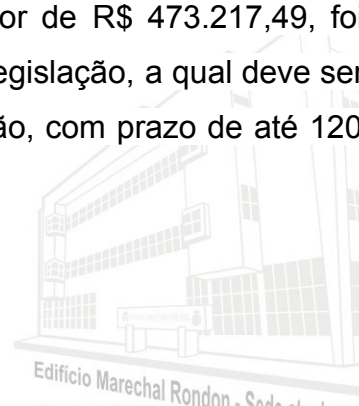 or de R$ 473.217,49, foi
egislação, a qual deve ser
ão, com prazo de até 120
Edifício Marechal Rondon - Sede